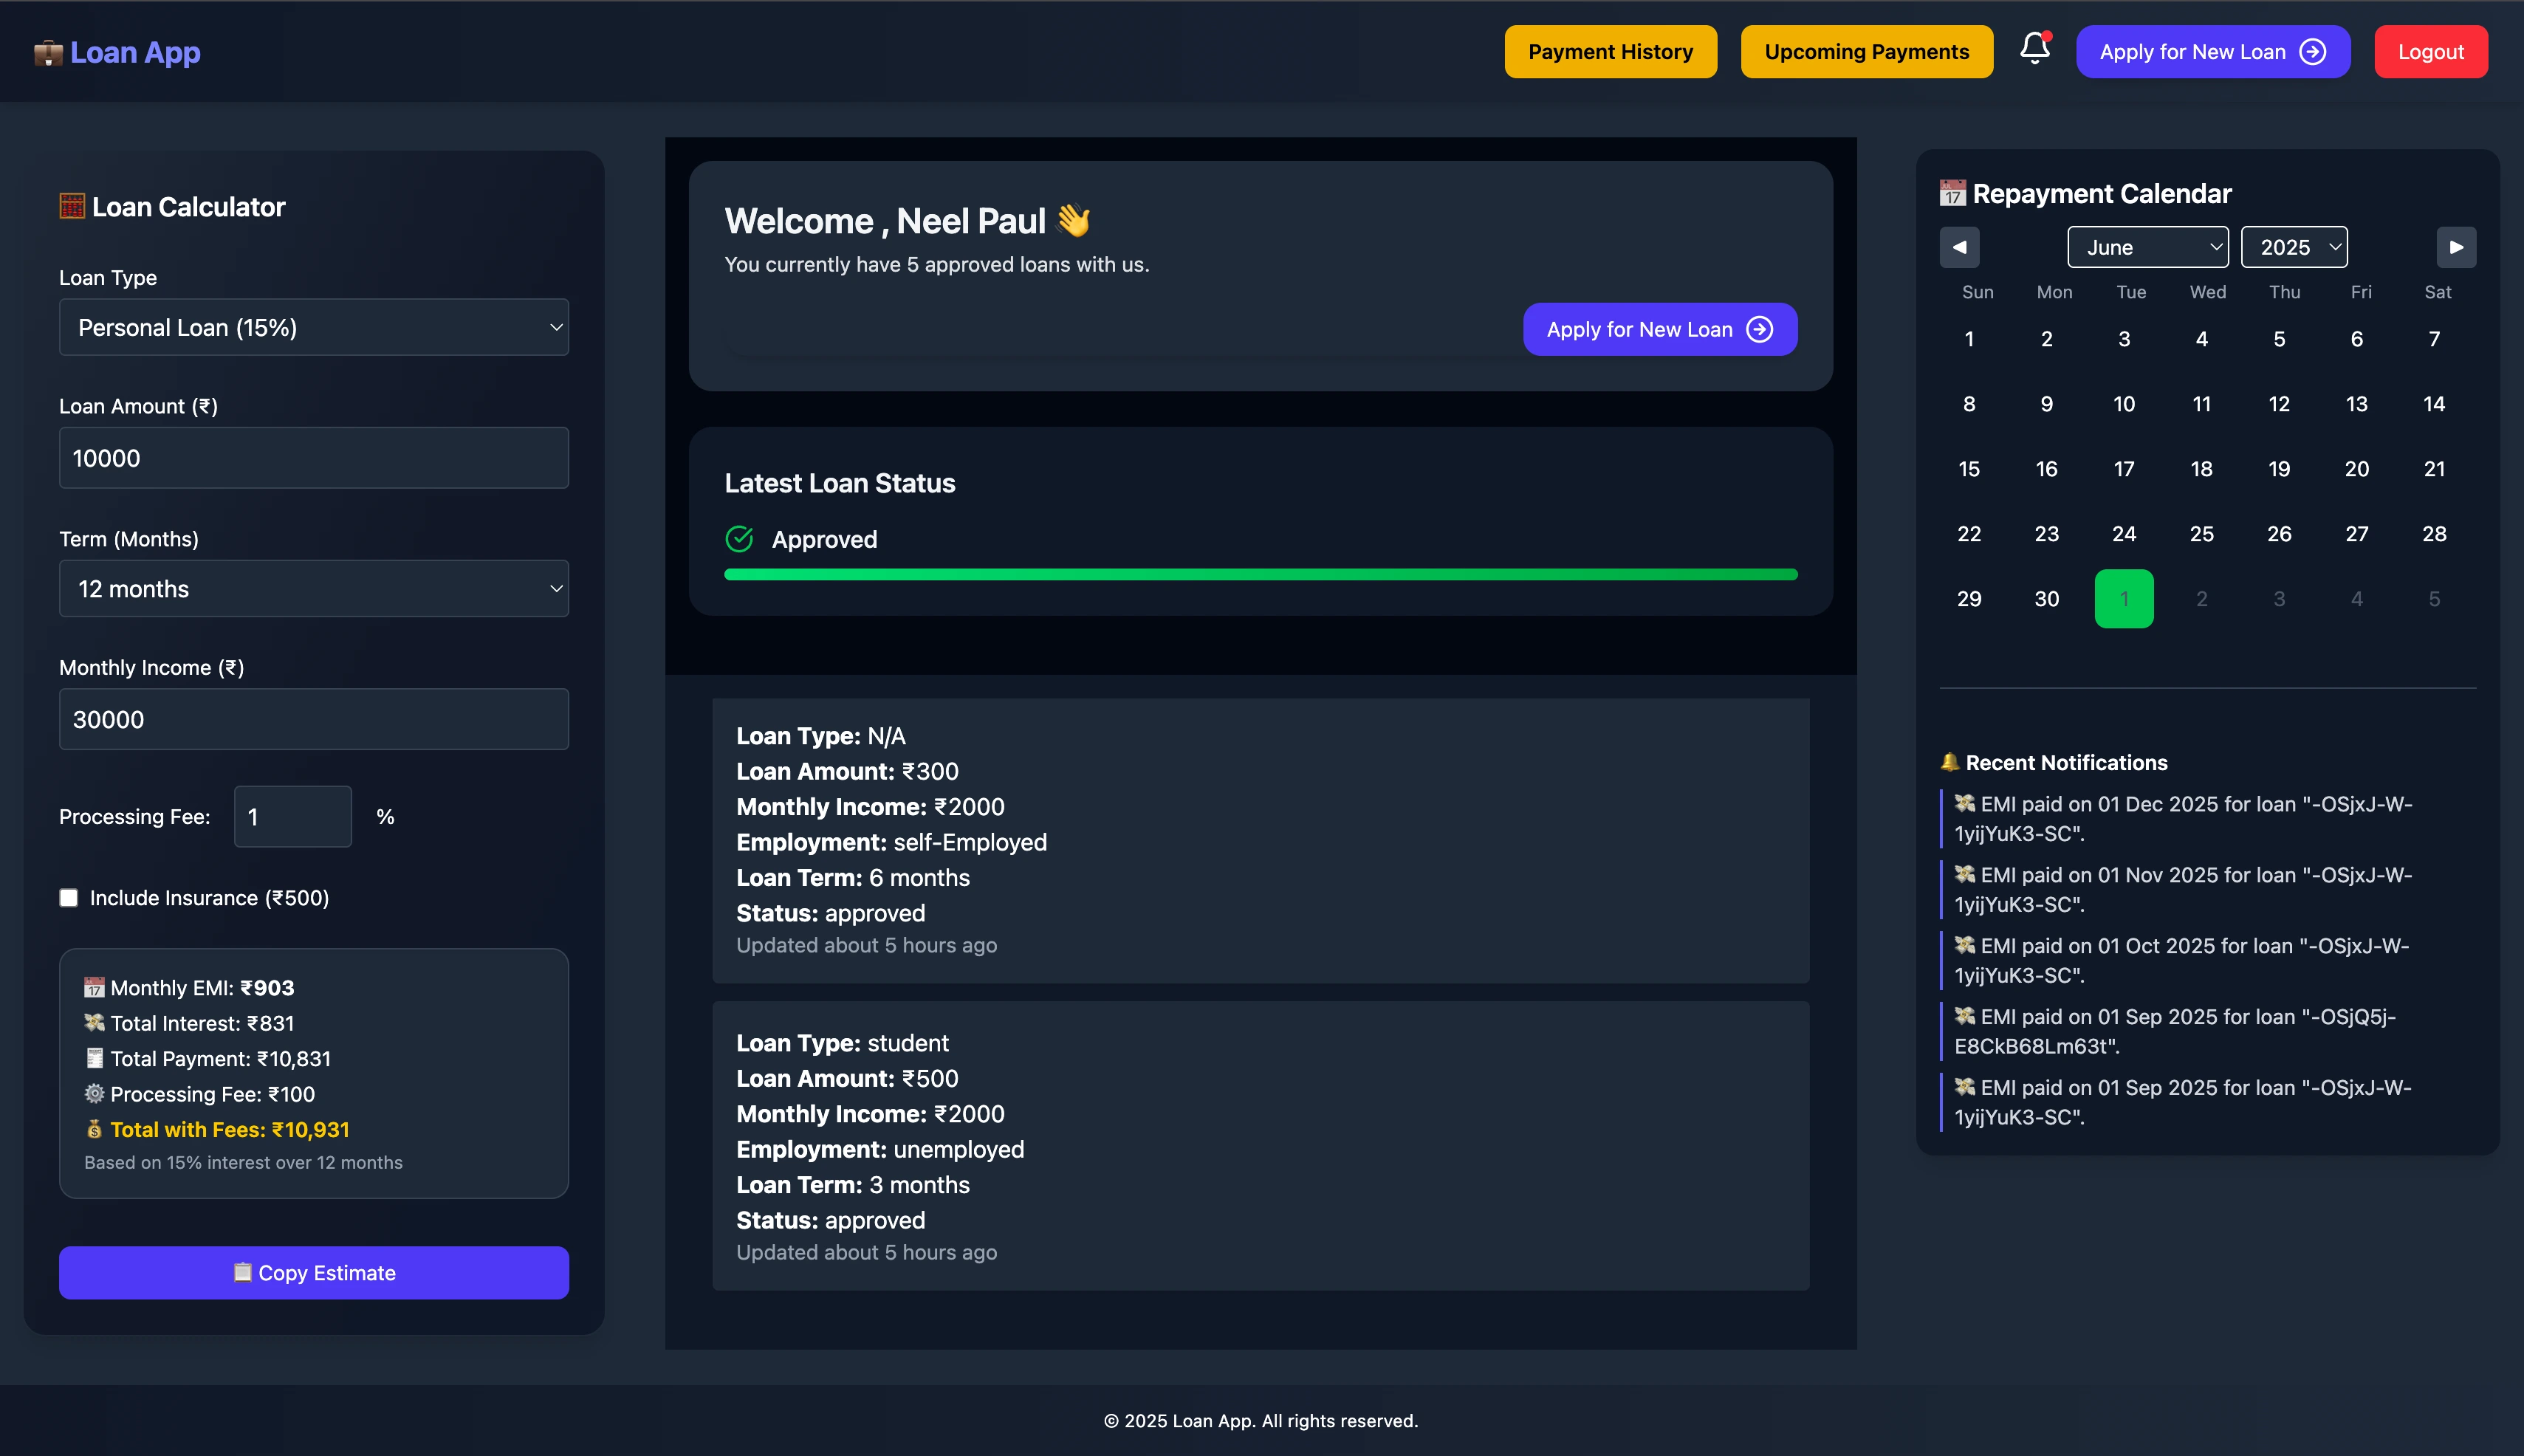 Loan App
Payment History
Upcoming Payments
Apply for New Loan
Logout
Loan Calculator
Loan Type
Personal Loan (15%)
Loan Amount (₹)
10000
Term (Months)
12 months
Monthly Income (₹)
30000
Processing Fee: 1 %
Include Insurance (₹500)
17 Monthly EMI: ₹903
Total Interest: ₹831
Total Payment: ₹10,831
Processing Fee: ₹100
Total with Fees: ₹10,931
Based on 15% interest over 12 months
Copy Estimate
Welcome , Neel Paul
You currently have 5 approved loans with us.
Apply for New Loan
Latest Loan Status
Approved
Loan Type: N/A
Loan Amount: ₹300
Monthly Income: ₹2000
Employment: self-Employed
Loan Term: 6 months
Status: approved
Updated about 5 hours ago
Loan Type: student
Loan Amount: ₹500
Monthly Income: ₹2000
Employment: unemployed
Loan Term: 3 months
Status: approved
Updated about 5 hours ago
17 Repayment Calendar
June 2025
Sun Mon Tue Wed Thu Fri Sat
1 2 3 4 5 6 7
8 9 10 11 12 13 14
15 16 17 18 19 20 21
22 23 24 25 26 27 28
29 30 1 2 3 4 5
Recent Notifications
EMI paid on 01 Dec 2025 for loan "-OSjxJ-W-
1yijYuK3-SC".
EMI paid on 01 Nov 2025 for loan "-OSjxJ-W-
1yijYuK3-SC".
EMI paid on 01 Oct 2025 for loan "-OSjxJ-W-
1yijYuK3-SC".
EMI paid on 01 Sep 2025 for loan "-OSjQ5j-
E8CkB68Lm63t".
EMI paid on 01 Sep 2025 for loan "-OSjxJ-W-
1yijYuK3-SC".
© 2025 Loan App. All rights reserved.